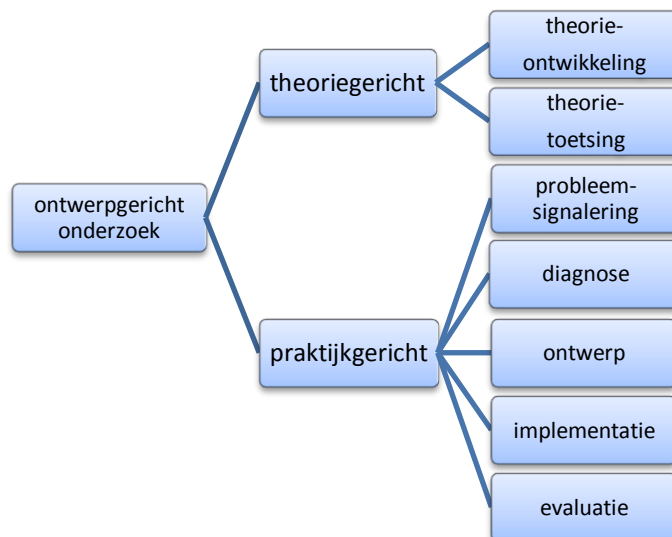 ontwerpgericht
onderzoek
theoriegericht
theorie-
ontwikkeling
theorie-
toetsing
praktijkgericht
probleem-
signalering
diagnose
ontwerp
implementatie
evaluatie